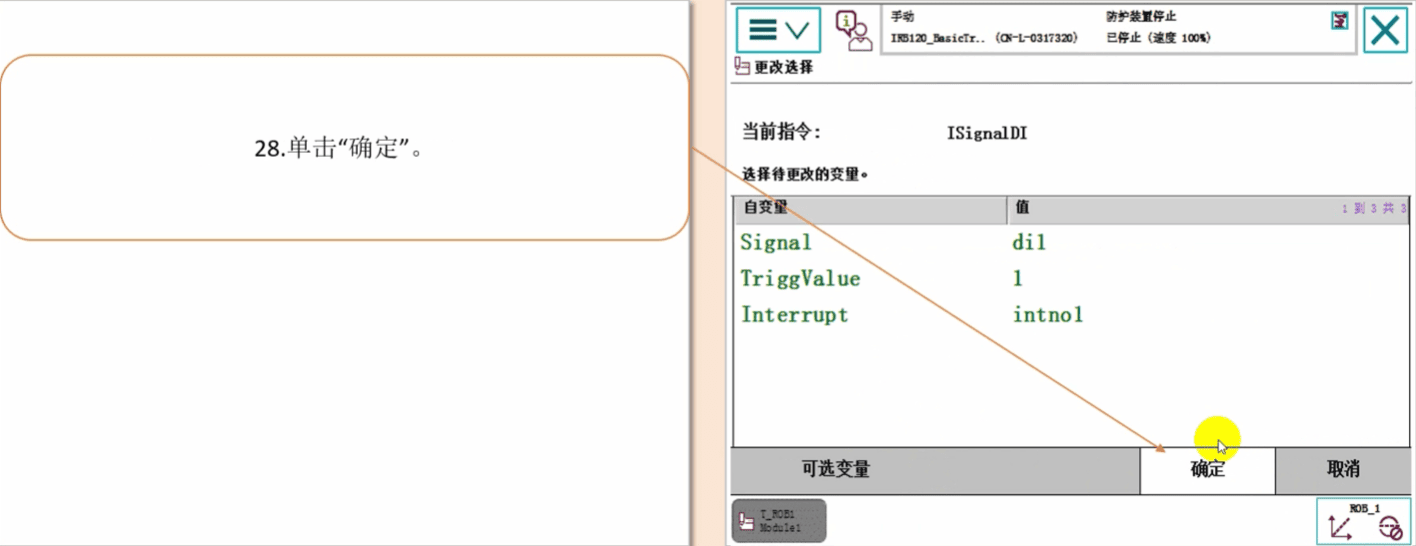 28.单击“确定”。
手动
防护装置停止
IRB120_BasicTr.. (CN-L-0317320)
已停止 (速度 100%)
更改选择
当前指令:
ISignalDI
选择待更改的变量。
自变量
值
1 到 3 共 3
Signal
di1
TriggValue
1
Interrupt
intno1
可选变量
确定
取消
T_ROB1
Module1
ROB_1